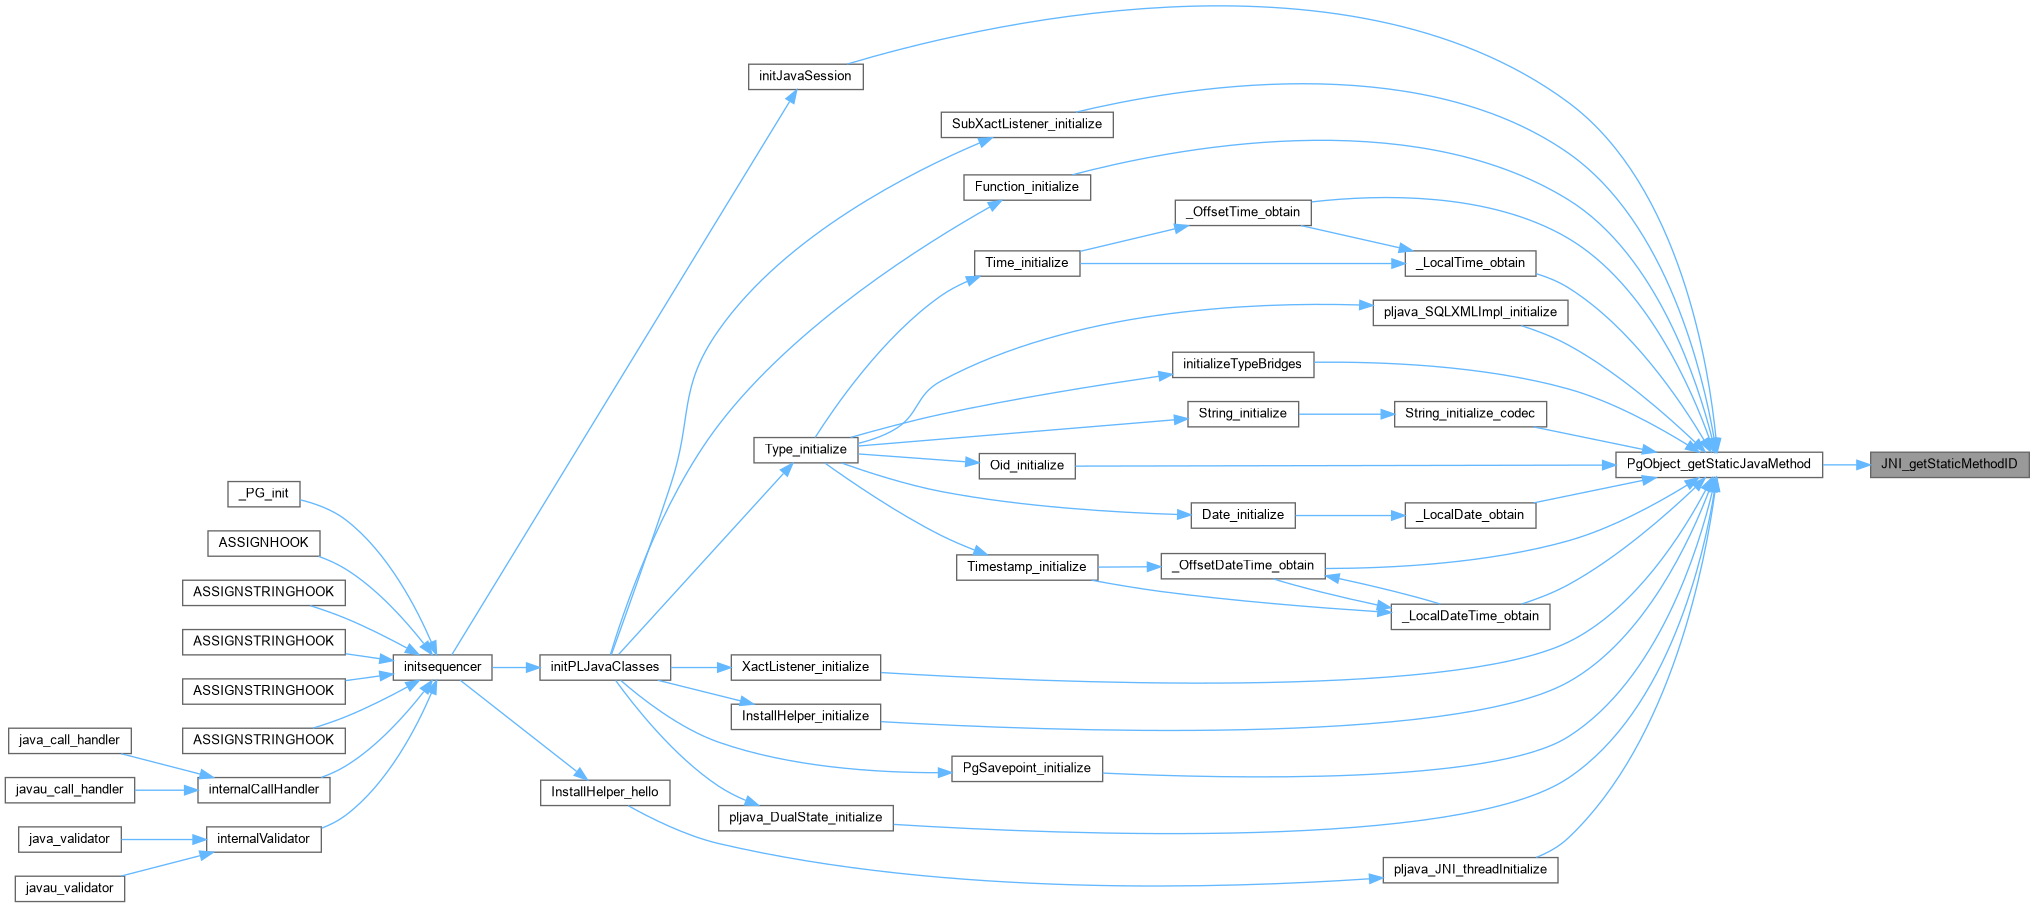 initJavaSession
SubXactListener_initialize
Function_initialize
_OffsetTime_obtain
Time_initialize
_LocalTime_obtain
pljava_SQLXMLImpl_initialize
initializeTypeBridges
String_initialize
String_initialize_codec
Type_initialize
Oid_initialize
PgObject_getStaticJavaMethod
JNI_getStaticMethodID
_PG_init
Date_initialize
_LocalDate_obtain
ASSIGNHOOK
Timestamp_initialize
_OffsetDateTime_obtain
ASSIGNSTRINGHOOK
_LocalDateTime_obtain
ASSIGNSTRINGHOOK
initsequencer
initPLJavaClasses
XactListener_initialize
ASSIGNSTRINGHOOK
InstallHelper_initialize
ASSIGNSTRINGHOOK
java_call_handler
PgSavepoint_initialize
javau_call_handler
internalCallHandler
InstallHelper_hello
pljava_DualState_initialize
java_validator
internalValidator
pljava_JNI_threadInitialize
javau_validator